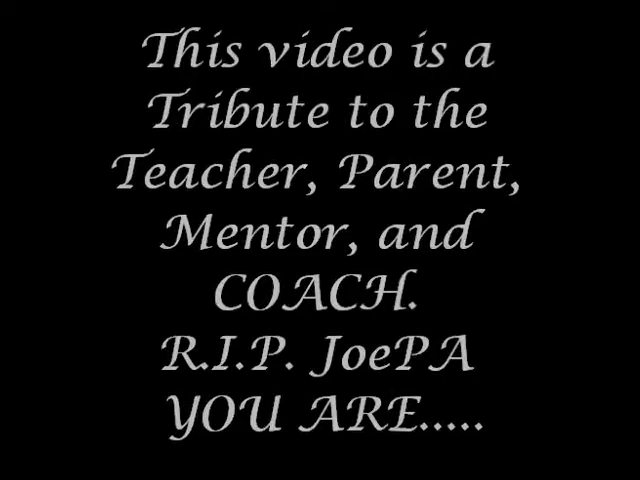 This video is a
Tribute to the
Teacher, Parent,
Mentor, and
COACH.
R.I.P. JoePA
YOU ARE.....